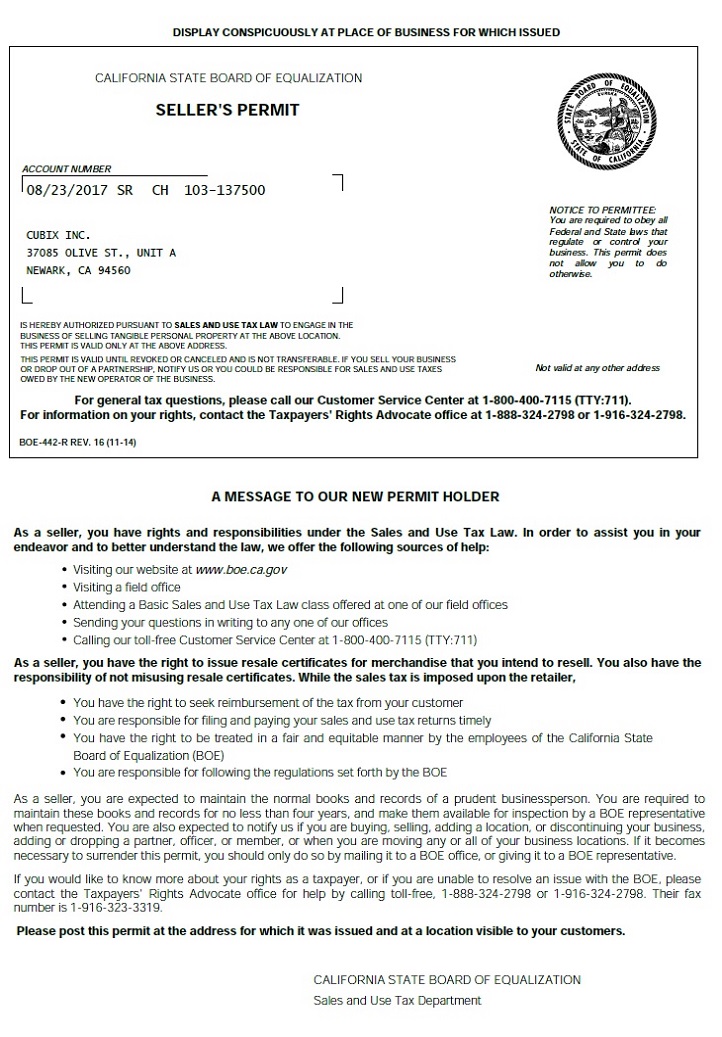 DISPLAY CONSPICUOUSLY AT PLACE OF BUSINESS FOR WHICH ISSUED
CALIFORNIA STATE BOARD OF EQUALIZATION
SELLER'S PERMIT
STATE BOARD OF EQUALIZATION
EUREKA
STATE OF CALIFORNIA
ACCOUNT NUMBER
08/23/2017 SR CH 103-137500
CUBIX INC.
37085 OLIVE ST., UNIT A
NEWARK, CA 94560
NOTICE TO PERMITTEE:
You are required to obey all
Federal and State laws that
regulate or control your
business. This permit does
not allow you to do
otherwise.
IS HEREBY AUTHORIZED PURSUANT TO SALES AND USE TAX LAW TO ENGAGE IN THE
BUSINESS OF SELLING TANGIBLE PERSONAL PROPERTY AT THE ABOVE LOCATION.
THIS PERMIT IS VALID ONLY AT THE ABOVE ADDRESS.
THIS PERMIT IS VALID UNTIL REVOKED OR CANCELED AND IS NOT TRANSFERABLE. IF YOU SELL YOUR BUSINESS
OR DROP OUT OF A PARTNERSHIP, NOTIFY US OR YOU COULD BE RESPONSIBLE FOR SALES AND USE TAXES
OWED BY THE NEW OPERATOR OF THE BUSINESS.
Not valid at any other address
For general tax questions, please call our Customer Service Center at 1-800-400-7115 (TTY:711).
For information on your rights, contact the Taxpayers' Rights Advocate office at 1-888-324-2798 or 1-916-324-2798.
BOE-442-R REV. 16 (11-14)
A MESSAGE TO OUR NEW PERMIT HOLDER
As a seller, you have rights and responsibilities under the Sales and Use Tax Law. In order to assist you in your
endeavor and to better understand the law, we offer the following sources of help:
• Visiting our website at www.boe.ca.gov
• Visiting a field office
• Attending a Basic Sales and Use Tax Law class offered at one of our field offices
• Sending your questions in writing to any one of our offices
• Calling our toll-free Customer Service Center at 1-800-400-7115 (TTY:711)
As a seller, you have the right to issue resale certificates for merchandise that you intend to resell. You also have the
responsibility of not misusing resale certificates. While the sales tax is imposed upon the retailer,
• You have the right to seek reimbursement of the tax from your customer
• You are responsible for filing and paying your sales and use tax returns timely
• You have the right to be treated in a fair and equitable manner by the employees of the California State
Board of Equalization (BOE)
• You are responsible for following the regulations set forth by the BOE
As a seller, you are expected to maintain the normal books and records of a prudent businessperson. You are required to
maintain these books and records for no less than four years, and make them available for inspection by a BOE representative
when requested. You are also expected to notify us if you are buying, selling, adding a location, or discontinuing your business,
adding or dropping a partner, officer, or member, or when you are moving any or all of your business locations. If it becomes
necessary to surrender this permit, you should only do so by mailing it to a BOE office, or giving it to a BOE representative.
If you would like to know more about your rights as a taxpayer, or if you are unable to resolve an issue with the BOE, please
contact the Taxpayers' Rights Advocate office for help by calling toll-free, 1-888-324-2798 or 1-916-324-2798. Their fax
number is 1-916-323-3319.
Please post this permit at the address for which it was issued and at a location visible to your customers.
CALIFORNIA STATE BOARD OF EQUALIZATION
Sales and Use Tax Department